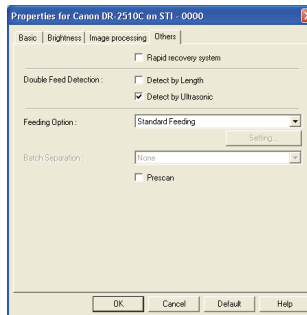 Properties for Canon DR-2510C on STI - 0000
Basic Brightness Image processing Others
Rapid recovery system
Double Feed Detection : Detect by Length
Detect by Ultrasonic
Feeding Option : Standard Feeding
Setting...
Batch Separation : None
Prescan
OK Cancel Default Help